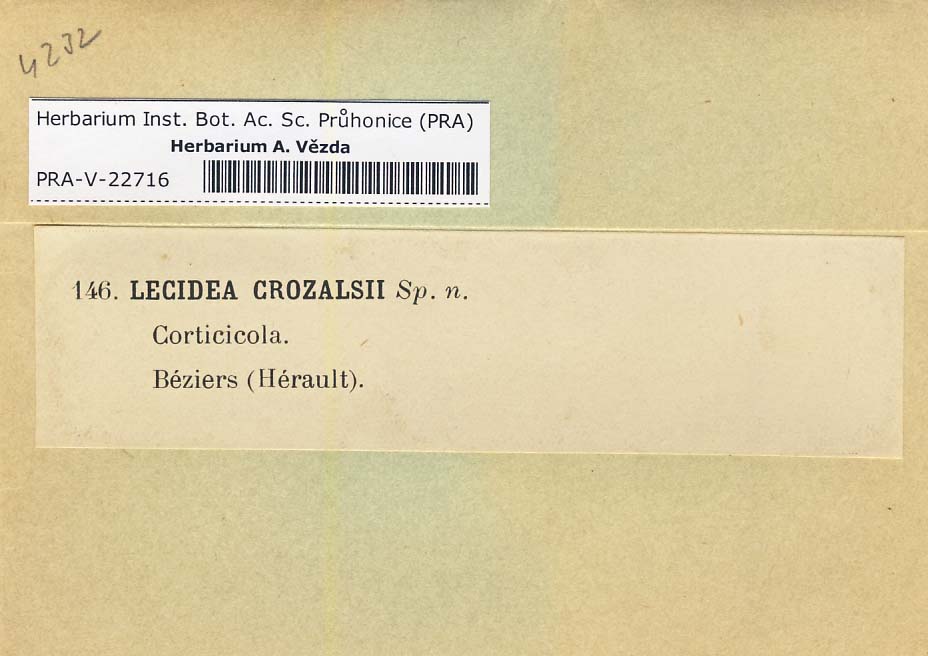 4232
Herbarium Inst. Bot. Ac. Sc. Průhonice (PRA)
Herbarium A. Vězda
PRA-V-22716
146. LECIDEA CROZALSII Sp. n.
Corticicola.
Béziers (Hérault).